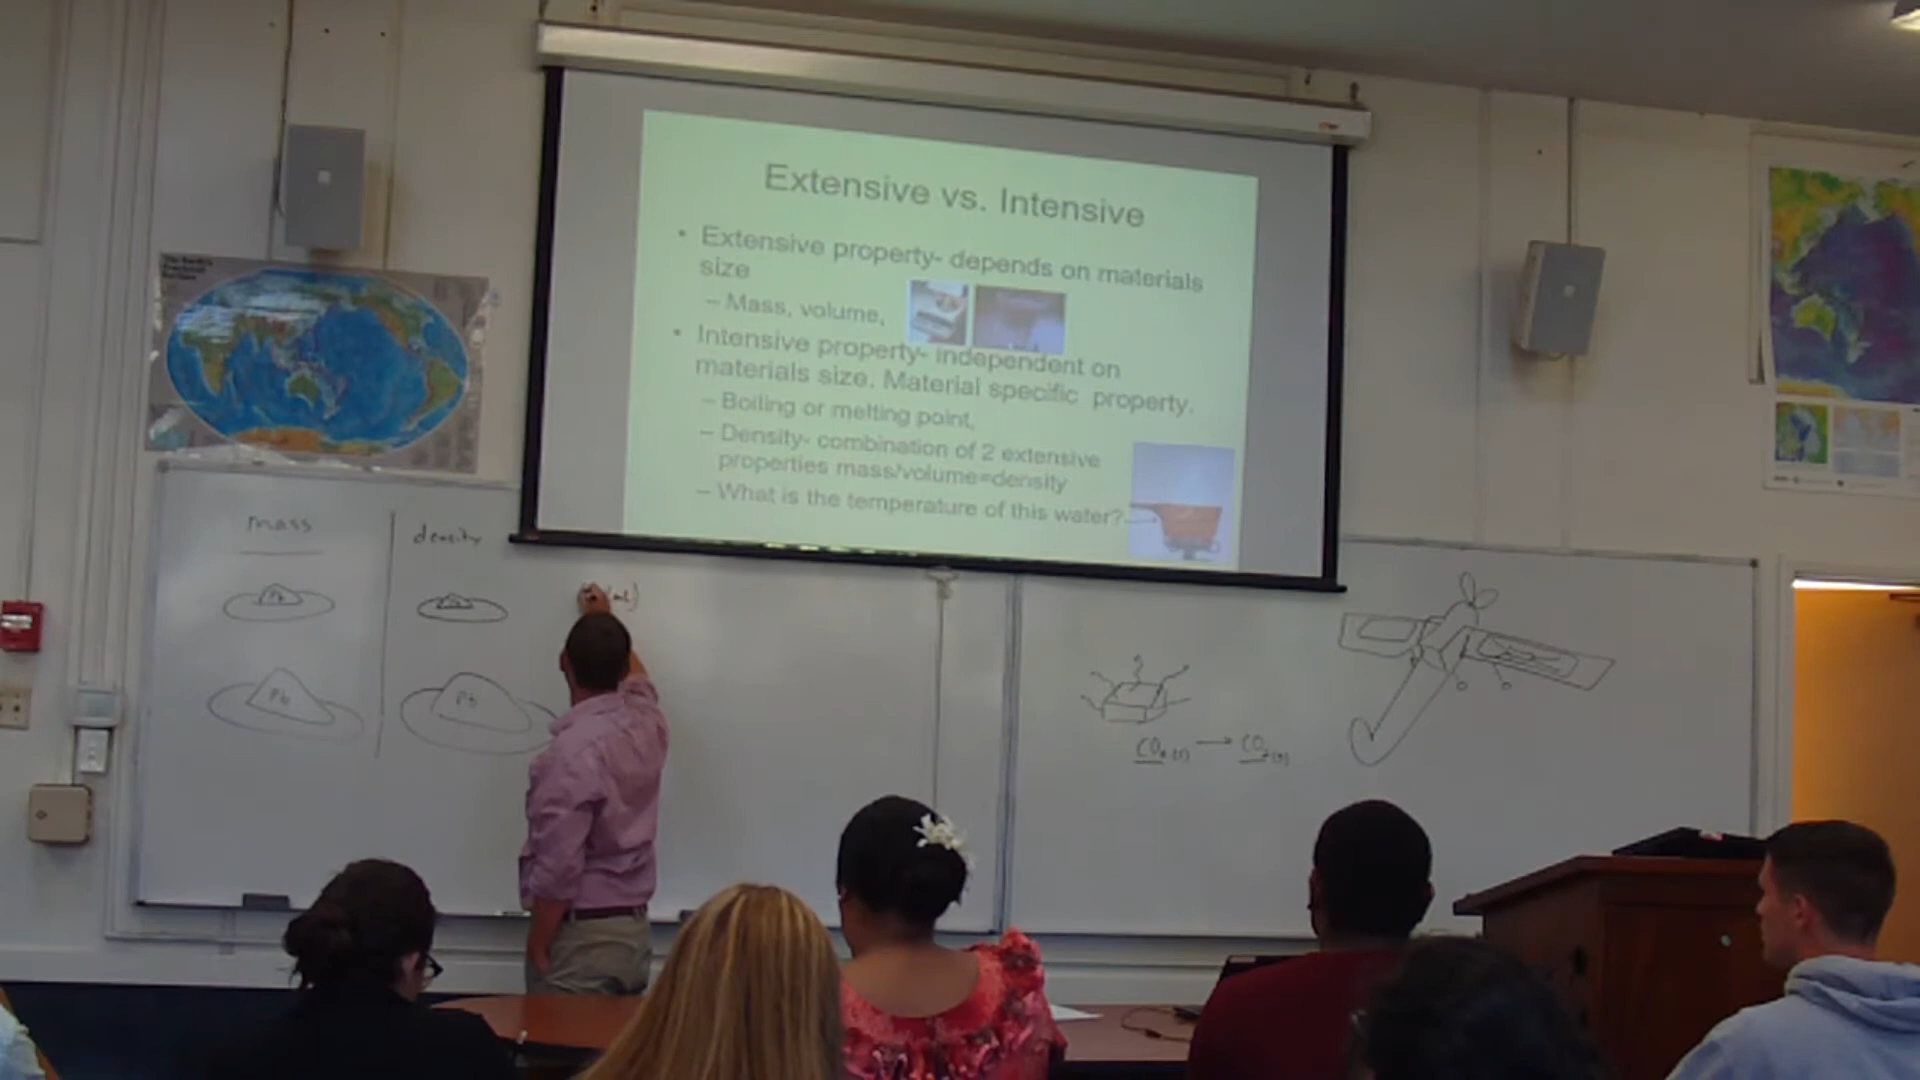 Extensive vs. Intensive
• Extensive property- depends on materials
size
– Mass, volume,
• Intensive property- independent on
materials size. Material specific property.
– Boiling or melting point,
– Density- combination of 2 extensive
properties mass/volume=density
– What is the temperature of this water?
mass
density
Pb
Pb
CO₂(s) → CO₂(g)